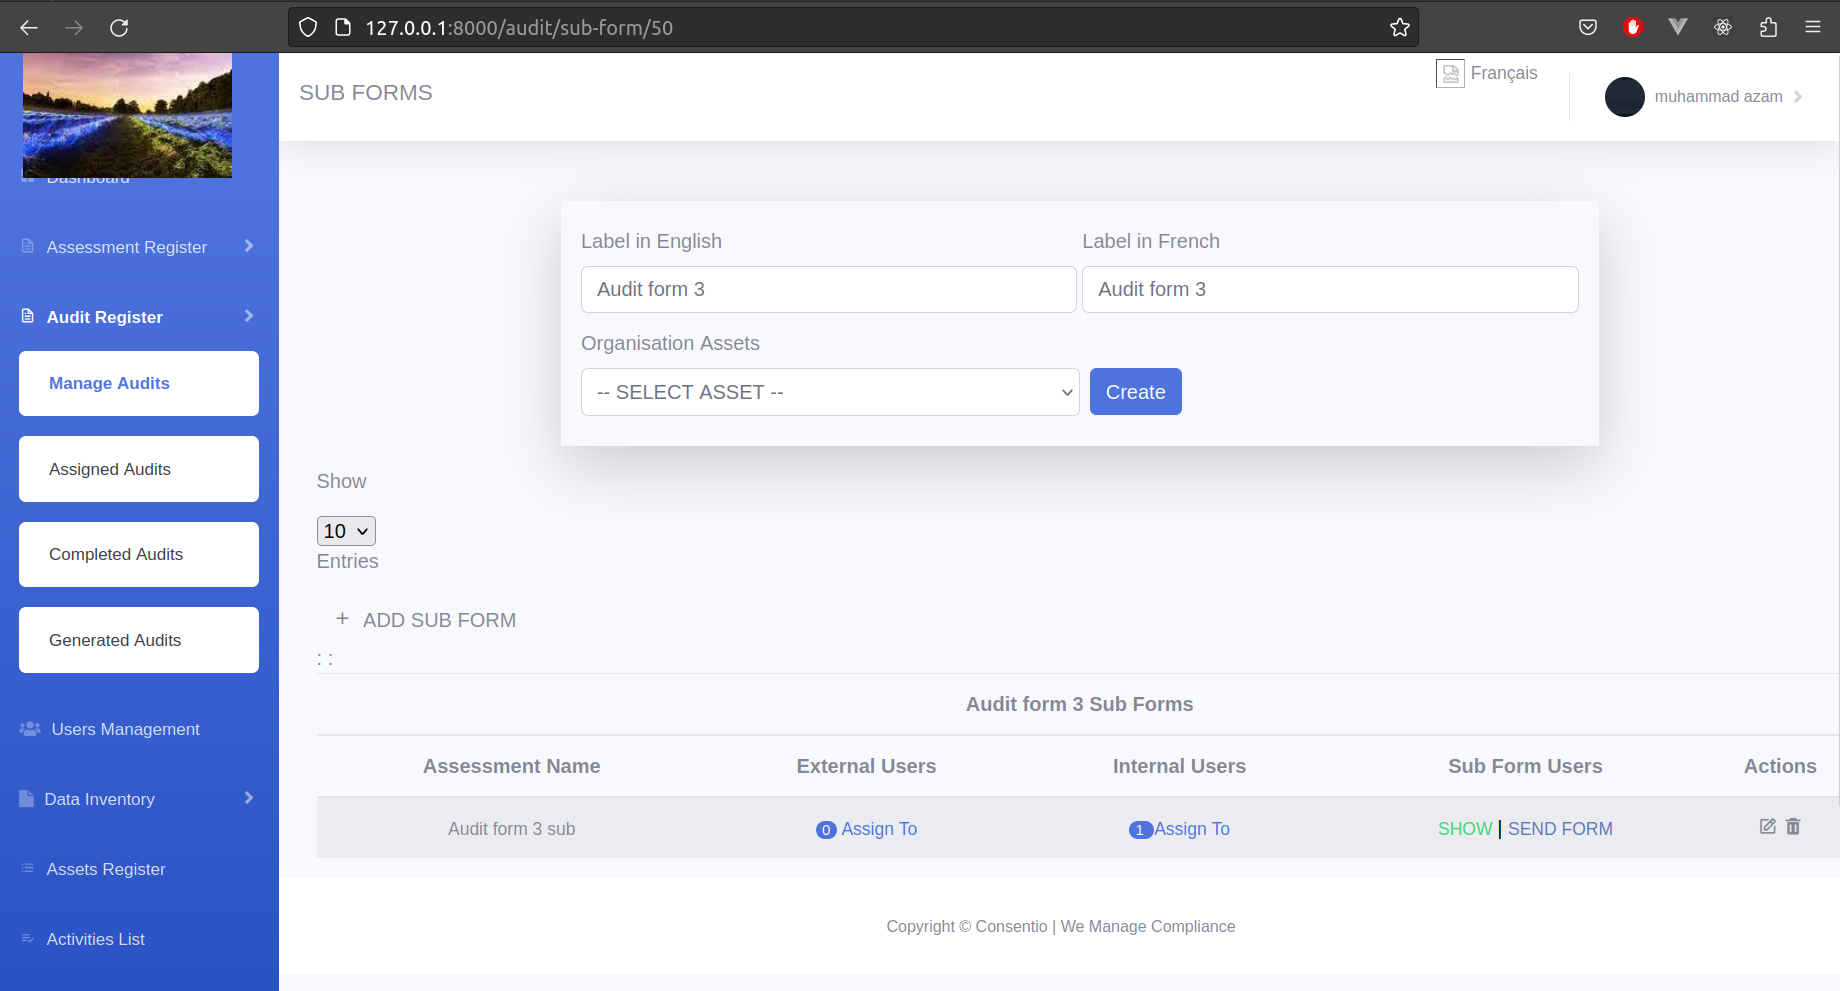 127.0.0.1:8000/audit/sub-form/50
SUB FORMS
Français
muhammad azam
Dashboard
Assessment Register
Audit Register
Manage Audits
Assigned Audits
Completed Audits
Generated Audits
Users Management
Data Inventory
Assets Register
Activities List
Label in English
Label in French
Audit form 3
Audit form 3
Organisation Assets
-- SELECT ASSET --
Create
Show
10
Entries
+ ADD SUB FORM
: :
Audit form 3 Sub Forms
Assessment Name External Users Internal Users Sub Form Users Actions
Audit form 3 sub 0 Assign To 1 Assign To SHOW | SEND FORM
Copyright © Consentio | We Manage Compliance